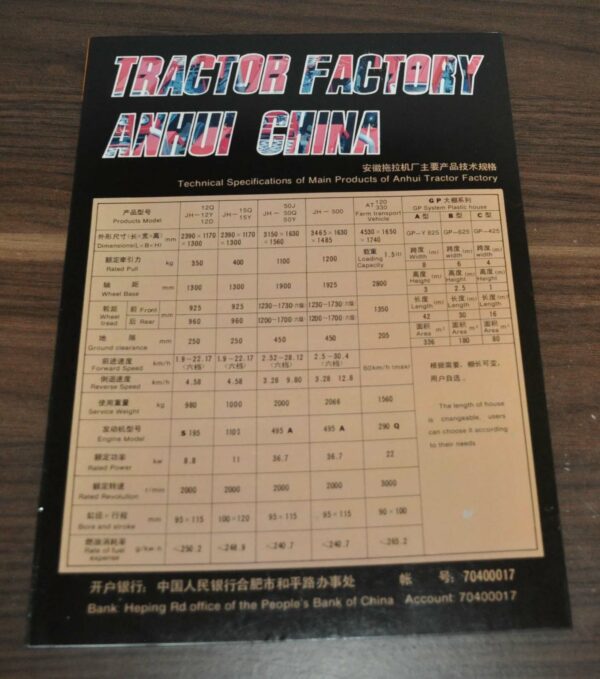 TRACTOR FACTORY
ANHUI CHINA
安徽拖拉机厂主要产品技术规格
Technical Specifications of Main Products of Anhui Tractor Factory
产品型号 Products Model JH-12Q 12Y 12D JH-15Q 15Y JH-50J 50Q 50Y JH-500 AT 120 330 Farm transport Vehicle GP大棚系列 GP System Plastic house
A型 B型 C型
外形尺寸(长×宽×高) Dimensions(L×B×H) mm 2390×1170×1300 2390×1170×1300 3150×1630×1560 3465×1630×1485 4530×1650×1740 GP-Y825 GP-625 GP-425
额定牵引力 Rated Pull kg 350 400 1100 1200 载重 Loading Capacity 1.5(t) 跨度(m) width 8 跨度(m) width 6 跨度(m) width 4
轴距 Wheel Base mm 1300 1300 1900 1925 2800 高度(m) Height 3 高度(m) Height 2.5 高度(m) Height 1
轮距 Wheel tread 前 Front mm 925 925 1230~1730 1230~1730 1350 长度(m) Length 42 长度(m) Length 30 长度(m) Length 16
后 Rear mm 960 960 1200~1700 1200~1700
地隙 Ground clearance mm 250 250 450 450 205 面积 Area m² 336 面积 Area m² 180 面积 Area m² 80
前进速度 Forward Speed km/h 1.9-22.17 (六档) 1.9-22.17 (六档) 2.52-28.12 (六档) 2.5-30.4 (六档) 60km/h (max)
倒退速度 Reverse Speed km/h 4.58 4.58 3.28 9.80 3.28 12.8
根据需要,棚长可变,
用户自选.
使用重量 Service Weight kg 980 1000 2000 2066 1560
The length of house
is changeable, users
can choose it according
to their needs
发动机型号 Engine Model S 195 1105 495 A 495 A 290 Q
额定功率 Rated Power kw 8.8 11 36.7 36.7 22
额定转速 Rated Revolution r/min 2000 2000 2000 2000 3000
缸径×行程 Bore and stroke mm 95×115 100×120 95×115 95×115 90×100
燃油消耗率 Rate of fuel expense g/kw.h <250.2 <248.9 <240.7 <240.7 <265.2
开户银行: 中国人民银行合肥市和平路办事处 帐 号: 70400017
Bank: Heping Rd office of the People's Bank of China Account: 70400017